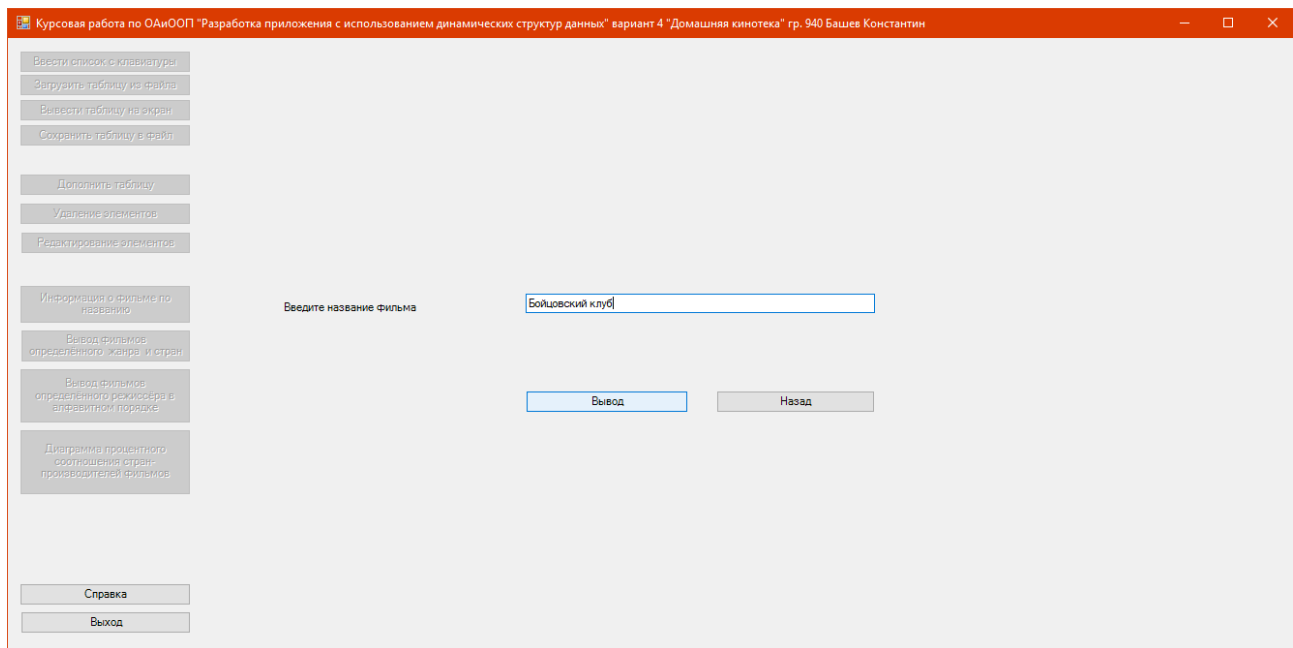 Курсовая работа по ОАиООП "Разработка приложения с использованием динамических структур данных" вариант 4 "Домашняя кинотека" гр. 940 Башев Константин
Ввести список с клавиатуры
Загрузить таблицу из файла
Вывести таблицу на экран
Сохранить таблицу в файл
Дополнить таблицу
Удаление элементов
Редактирование элементов
Информация о фильме по
названию
Вывод фильмов
определённого жанра и стран
Вывод фильмов
определённого режиссёра в
алфавитном порядке
Диаграмма процентного
соотношения стран-
производителей фильмов
Справка
Выход
Введите название фильма
Бойцовский клуб
Вывод
Назад